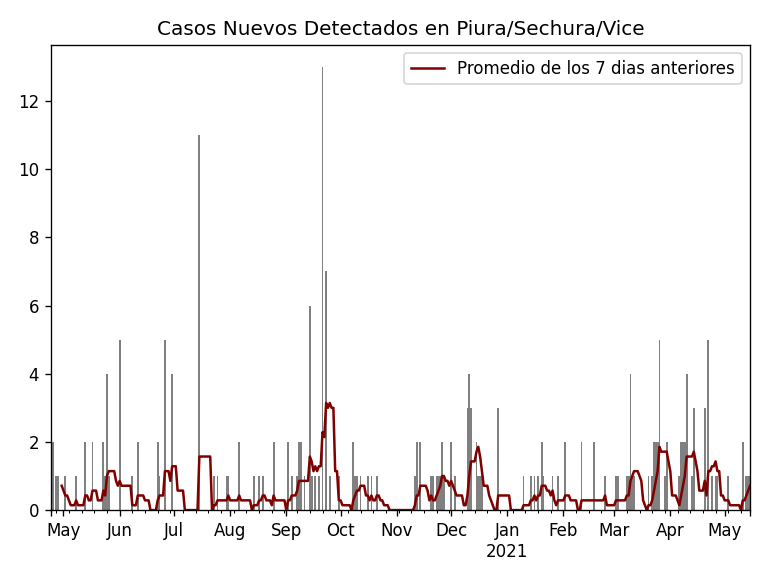 Casos Nuevos Detectados en Piura/Sechura/Vice
Promedio de los 7 dias anteriores
12
10
8
6
4
2
0
May Jun Jul Aug Sep Oct Nov Dec Jan Feb Mar Apr May
2021